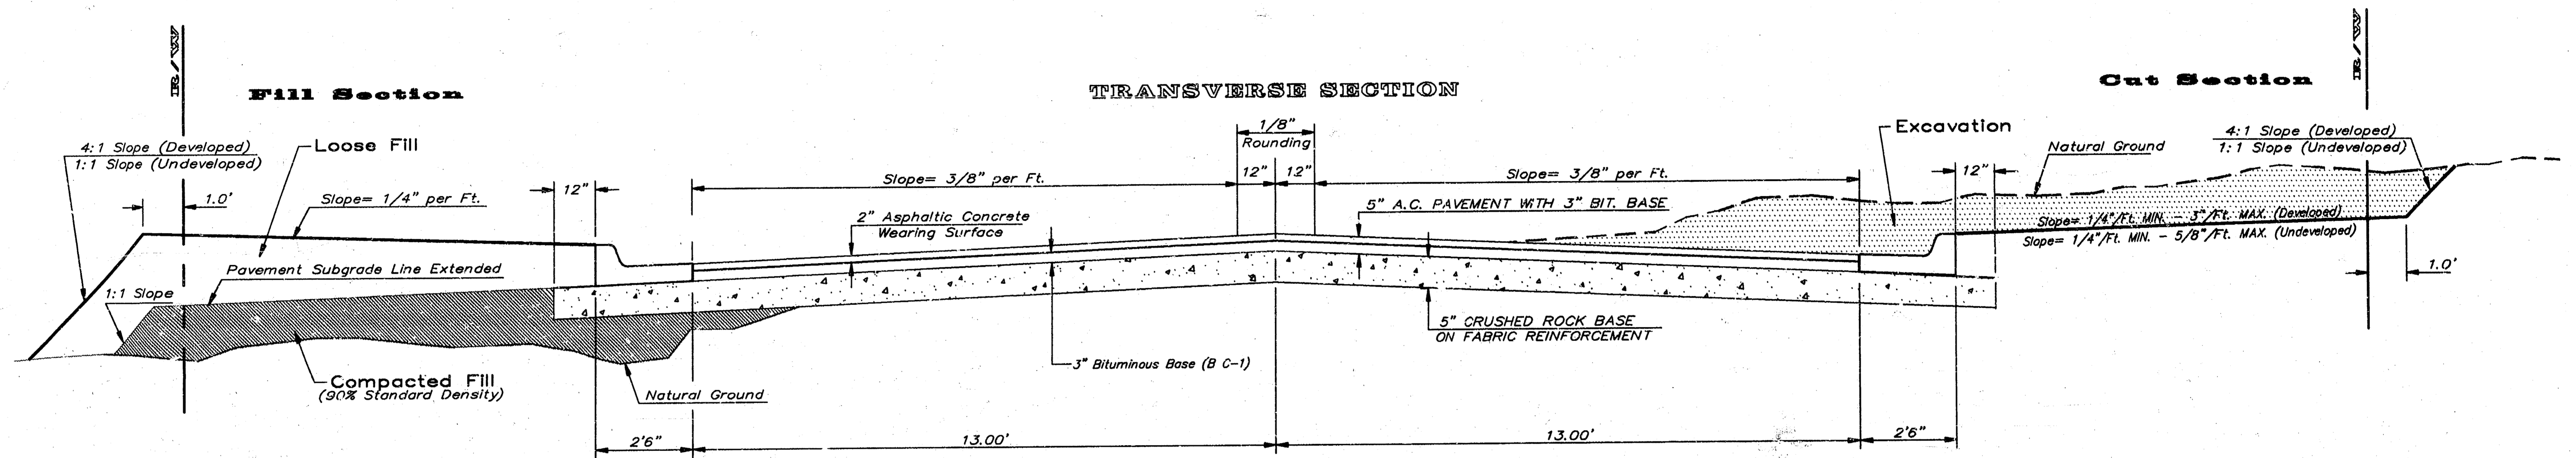 R/W
R/W
Fill Section
TRANSVERSE SECTION
Cut Section
4:1 Slope (Developed)
1:1 Slope (Undeveloped)
Loose Fill
1.0'
Slope= 1/4" per Ft.
12"
Slope= 3/8" per Ft.
1/8"
Rounding
12"
12"
Slope= 3/8" per Ft.
Excavation
Natural Ground
12"
4:1 Slope (Developed)
1:1 Slope (Undeveloped)
2" Asphaltic Concrete
Wearing Surface
5" A.C. PAVEMENT WITH 3" BIT. BASE
Slope= 1/4"/Ft. MIN. - 3"/Ft. MAX. (Developed)
Slope= 1/4"/Ft. MIN. - 5/8"/Ft. MAX. (Undeveloped)
1.0'
Pavement Subgrade Line Extended
1:1 Slope
5" CRUSHED ROCK BASE
ON FABRIC REINFORCEMENT
3" Bituminous Base (B C-1)
Compacted Fill
(90% Standard Density)
Natural Ground
2'6"
13.00'
13.00'
2'6"